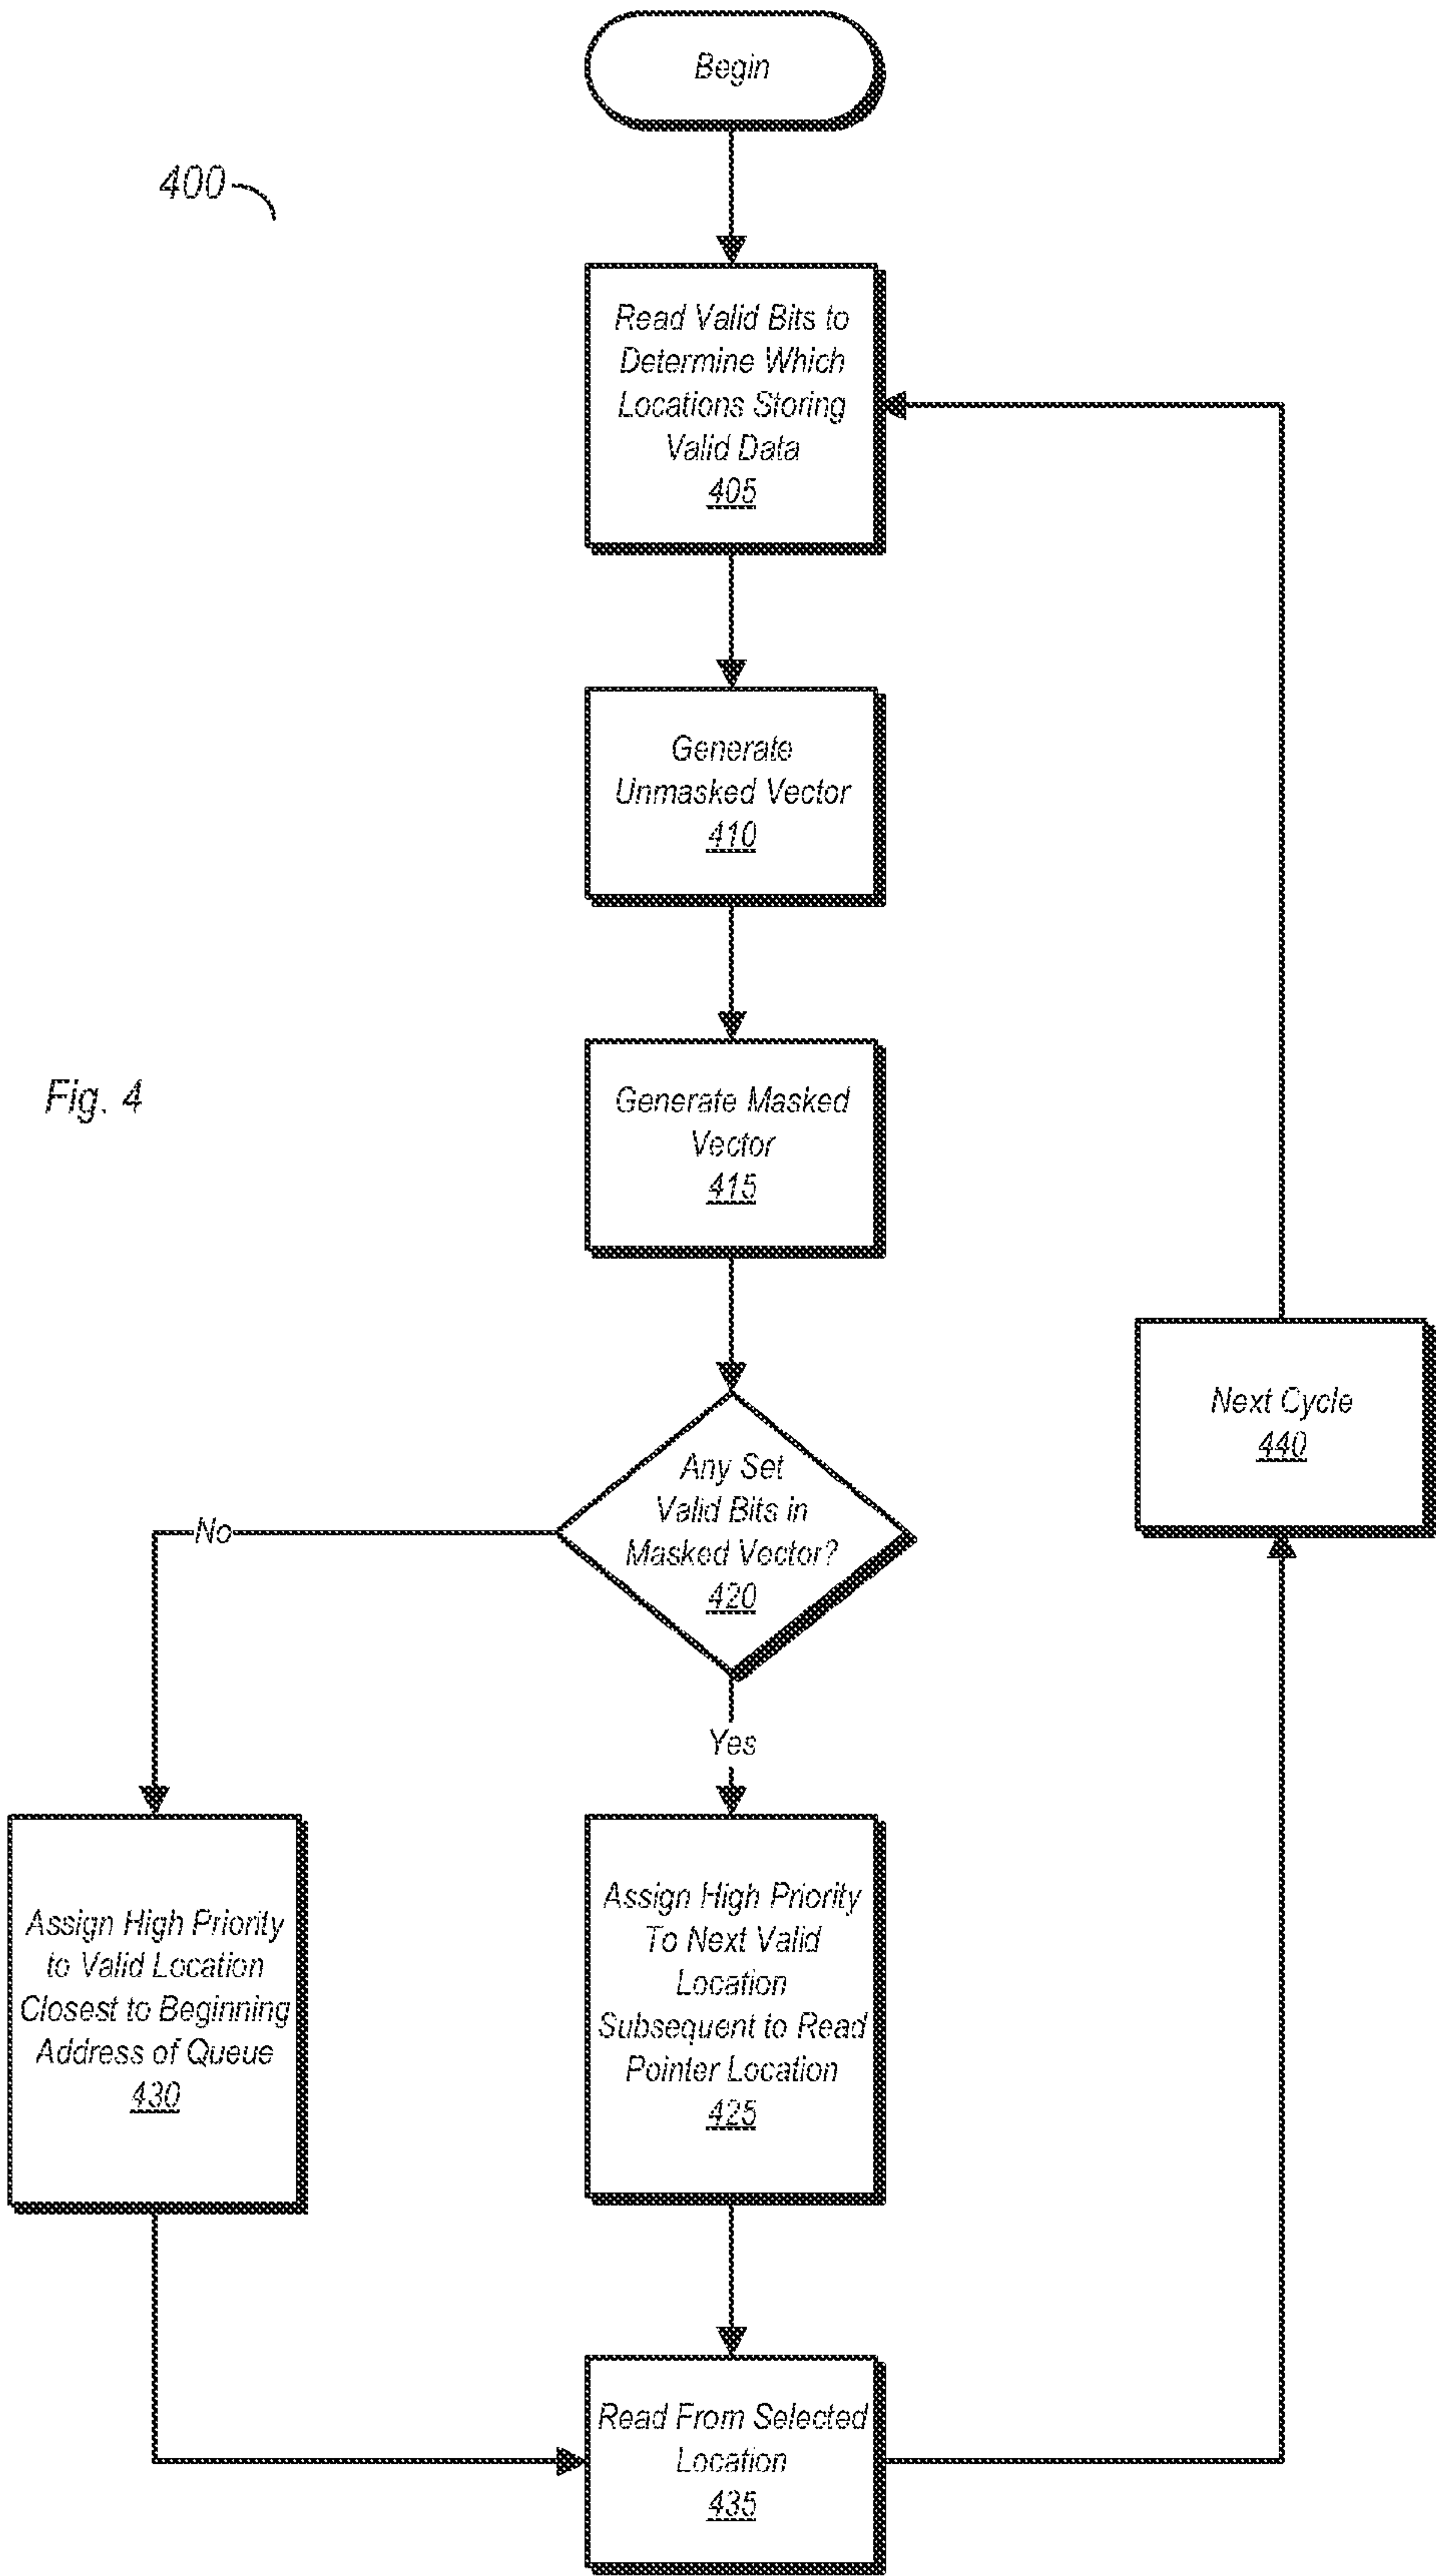 Begin
400
Read Valid Bits to
Determine Which
Locations Storing
Valid Data
405
Generate
Unmasked Vector
410
Fig. 4
Generate Masked
Vector
415
Next Cycle
440
Any Set
Valid Bits in
Masked Vector?
420
No
Yes
Assign High Priority
to Valid Location
Closest to Beginning
Address of Queue
430
Assign High Priority
To Next Valid
Location
Subsequent to Read
Pointer Location
425
Read From Selected
Location
435